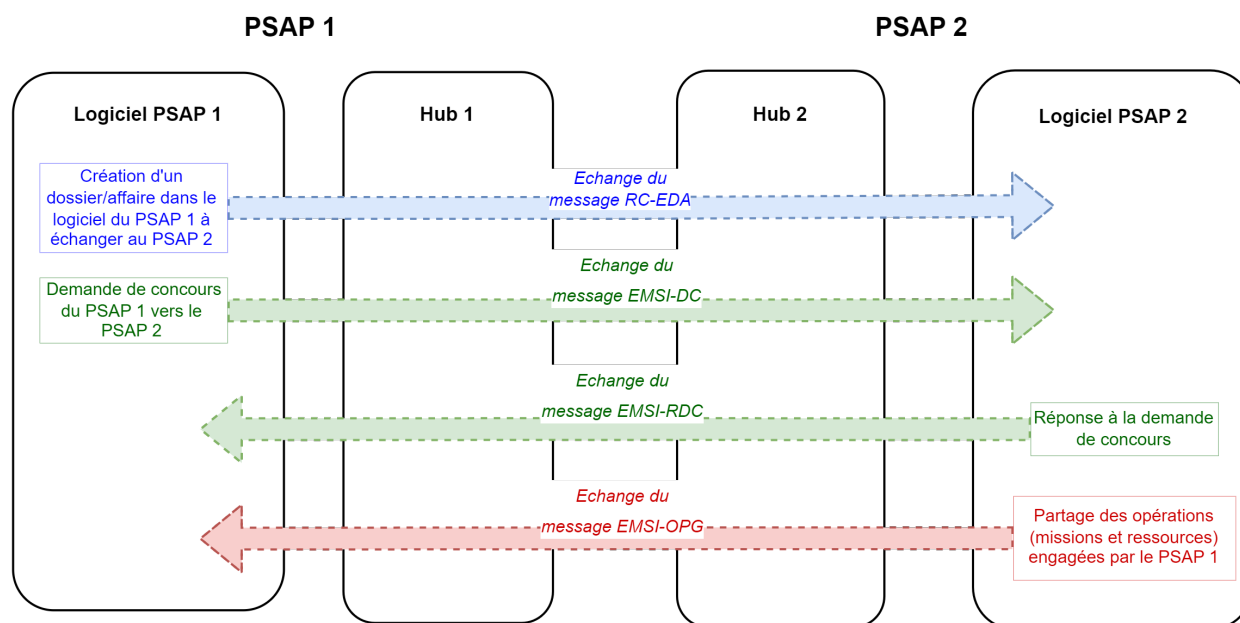 PSAP 1
PSAP 2
Logiciel PSAP 1
Hub 1
Hub 2
Logiciel PSAP 2
Création d'un
dossier/affaire dans le
logiciel du PSAP 1 à
échanger au PSAP 2
Echange du
message RC-EDA
Demande de concours
du PSAP 1 vers le
PSAP 2
Echange du
message EMSI-DC
Echange du
message EMSI-RDC
Réponse à la demande
de concours
Echange du
message EMSI-OPG
Partage des opérations
(missions et ressources)
engagées par le PSAP 1